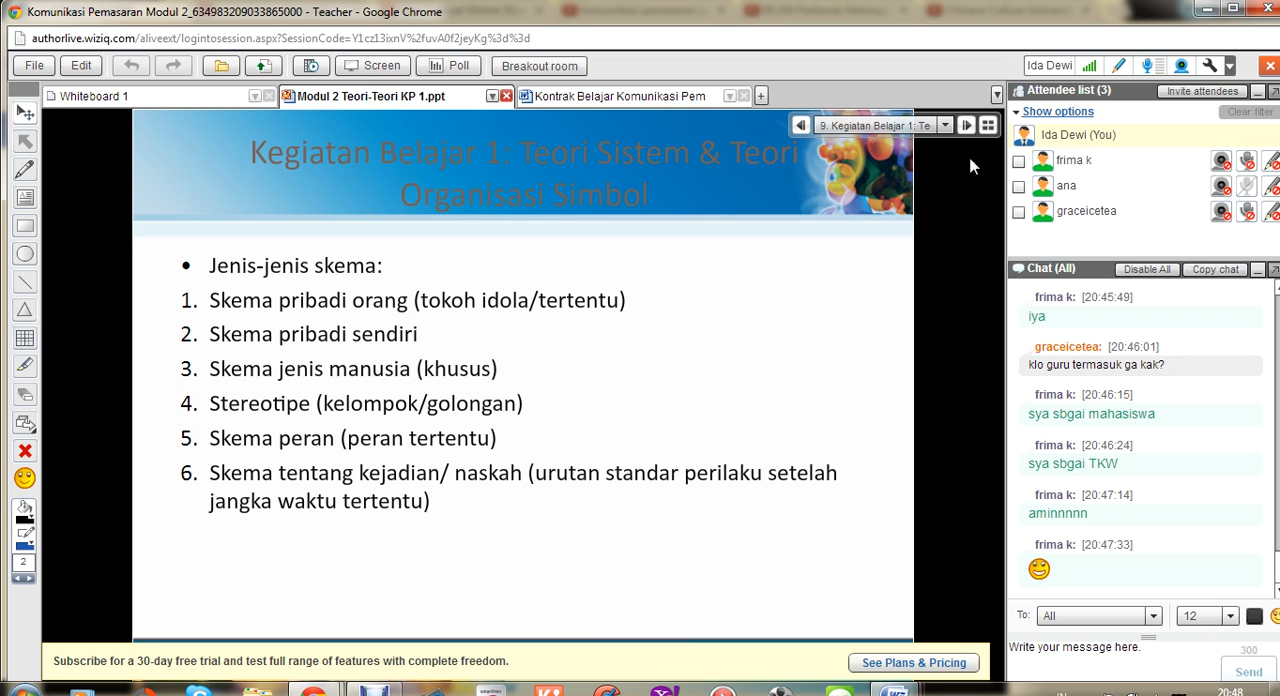 Komunikasi Pemasaran Modul 2_634983209033865000 - Teacher - Google Chrome
authorlive.wiziq.com/aliveext/logintosession.aspx?SessionCode=Y1cz13ixnV%2fuvA0f2jeyKg%3d%3d
File Edit Screen Poll Breakout room Ida Dewi
Whiteboard 1 Modul 2 Teori-Teori KP 1.ppt Kontrak Belajar Komunikasi Pem
9. Kegiatan Belajar 1: Te
Kegiatan Belajar 1: Teori Sistem & Teori
Organisasi Simbol
• Jenis-jenis skema:
1. Skema pribadi orang (tokoh idola/tertentu)
2. Skema pribadi sendiri
3. Skema jenis manusia (khusus)
4. Stereotipe (kelompok/golongan)
5. Skema peran (peran tertentu)
6. Skema tentang kejadian/ naskah (urutan standar perilaku setelah
jangka waktu tertentu)
2
Subscribe for a 30-day free trial and test full range of features with complete freedom.
See Plans & Pricing
Attendee list (3) Invite attendees
Show options Clear filter
Ida Dewi (You)
frima k
ana
graceicetea
Chat (All) Disable All Copy chat
frima k: [20:45:49]
iya
graceicetea: [20:46:01]
klo guru termasuk ga kak?
frima k: [20:46:15]
sya sbgai mahasiswa
frima k: [20:46:24]
sya sbgai TKW
frima k: [20:47:14]
aminnnnn
frima k: [20:47:33]
To: All 12
Write your message here.
300
Send
20:48